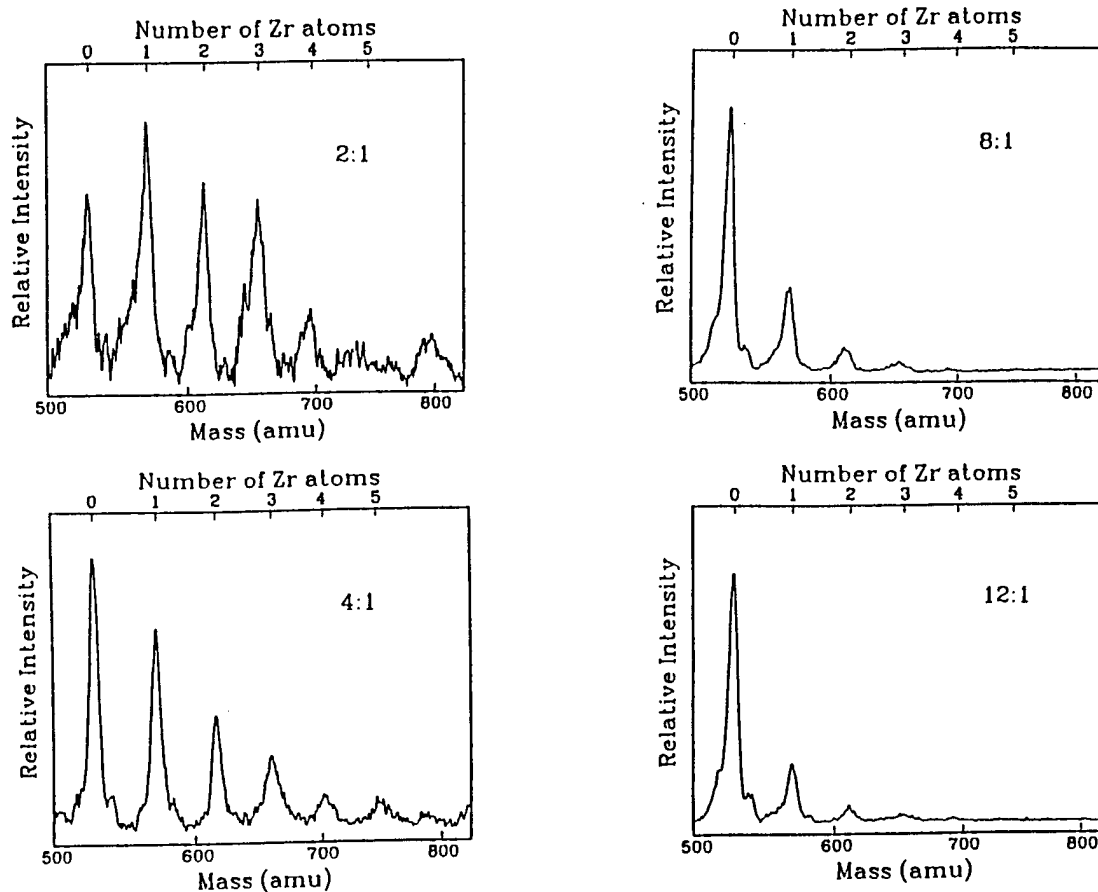 Number of Zr atoms
0 1 2 3 4 5
Relative Intensity
2:1
500 600 700 800
Mass (amu)
Number of Zr atoms
0 1 2 3 4 5
Relative Intensity
8:1
500 600 700 800
Mass (amu)
Number of Zr atoms
0 1 2 3 4 5
Relative Intensity
4:1
500 600 700 800
Mass (amu)
Number of Zr atoms
0 1 2 3 4 5
Relative Intensity
12:1
500 600 700 800
Mass (amu)